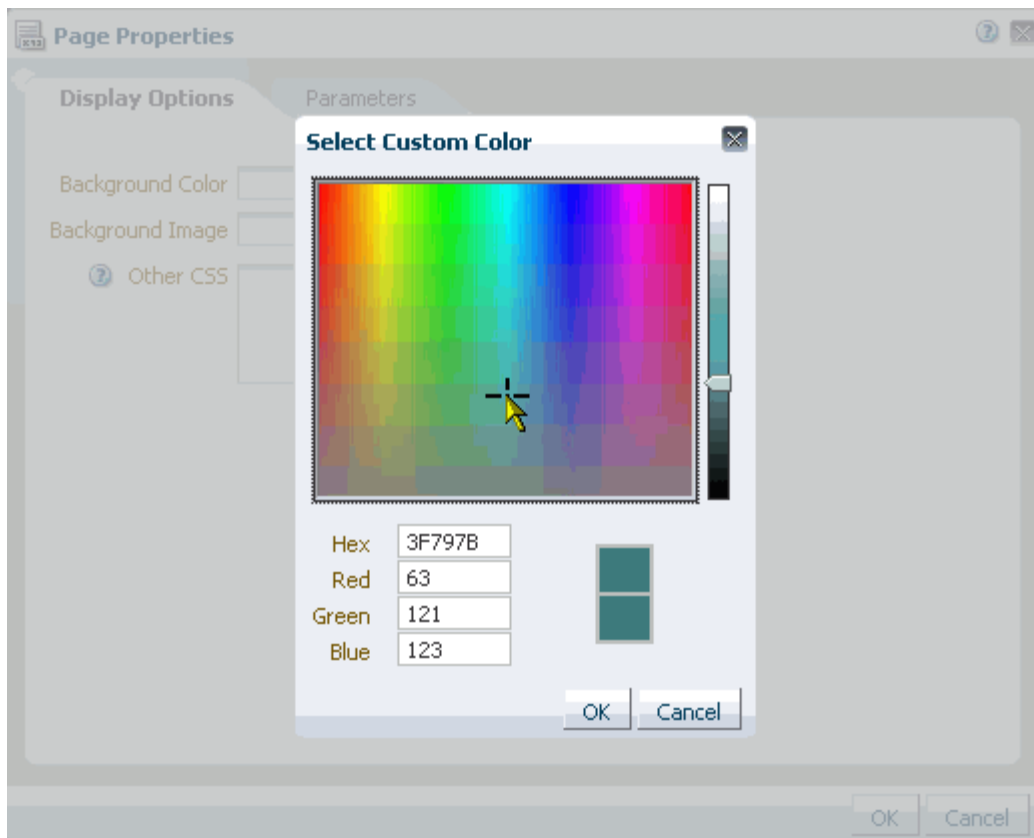 Page Properties
Display Options Parameters
Select Custom Color
Background Color
Background Image
Other CSS
Hex 3F797B
Red 63
Green 121
Blue 123
OK Cancel
OK Cancel